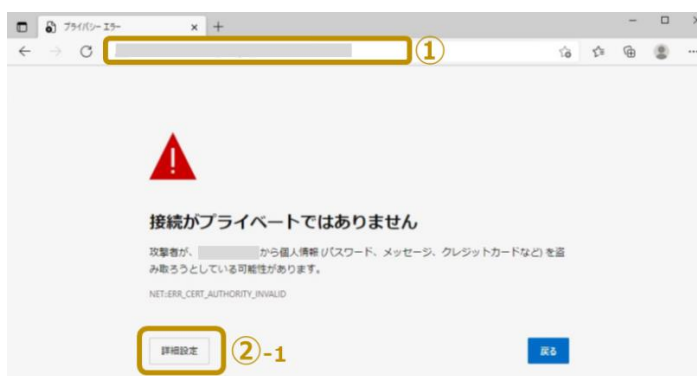 プライバシー エラー
①
接続がプライベートではありません
攻撃者が、 から個人情報 (パスワード、メッセージ、クレジットカードなど) を盗
み取ろうとしている可能性があります。
NET::ERR_CERT_AUTHORITY_INVALID
詳細設定
②-1
戻る